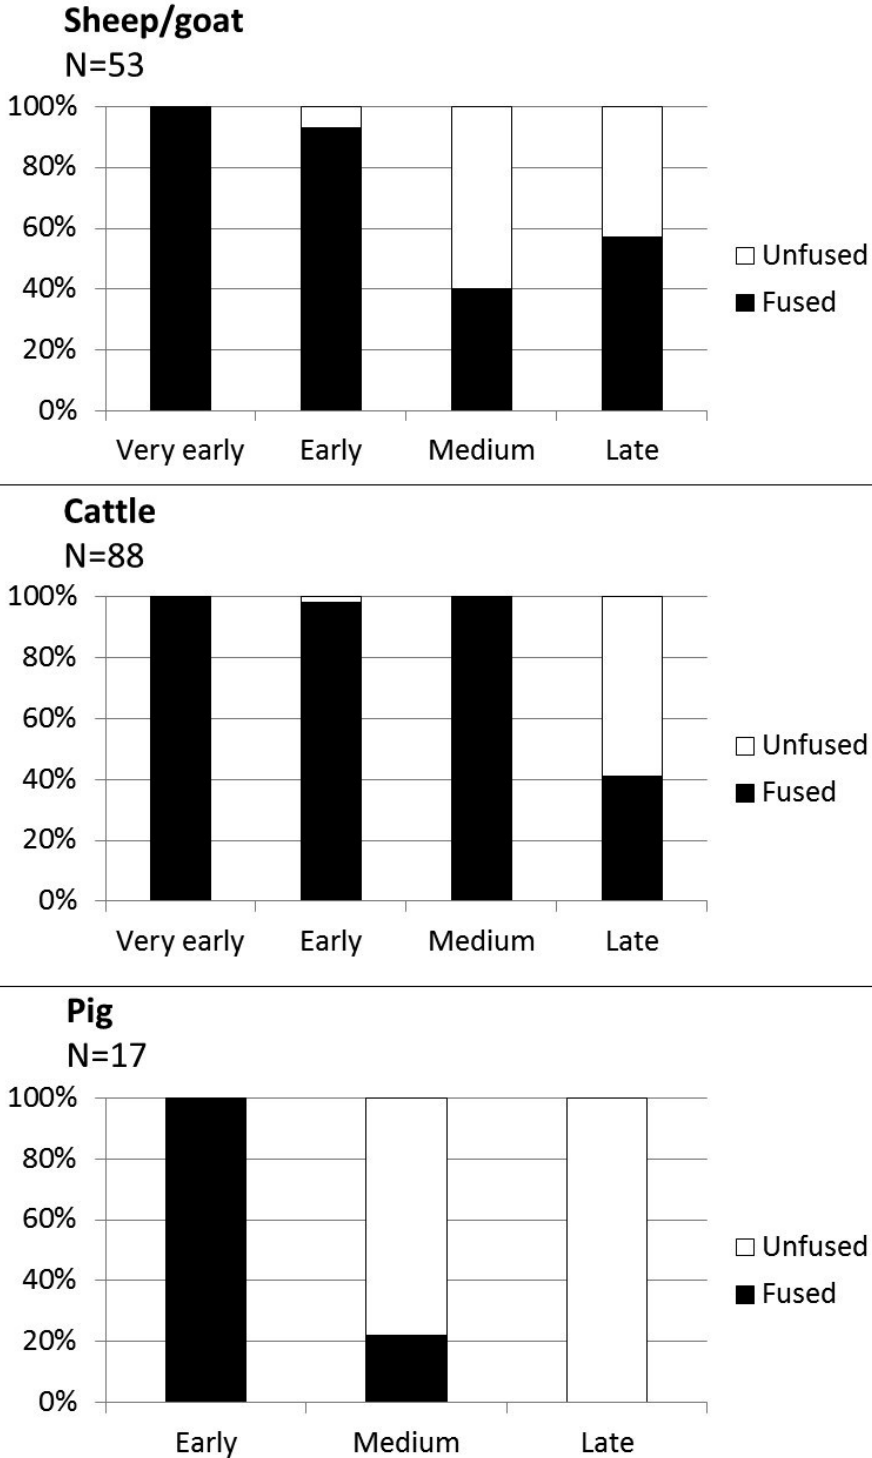 Sheep/goat
N=53
100%
80%
60%
40%
20%
0%
Unfused
Fused
Very early Early Medium Late
Cattle
N=88
100%
80%
60%
40%
20%
0%
Unfused
Fused
Very early Early Medium Late
Pig
N=17
100%
80%
60%
40%
20%
0%
Unfused
Fused
Early Medium Late